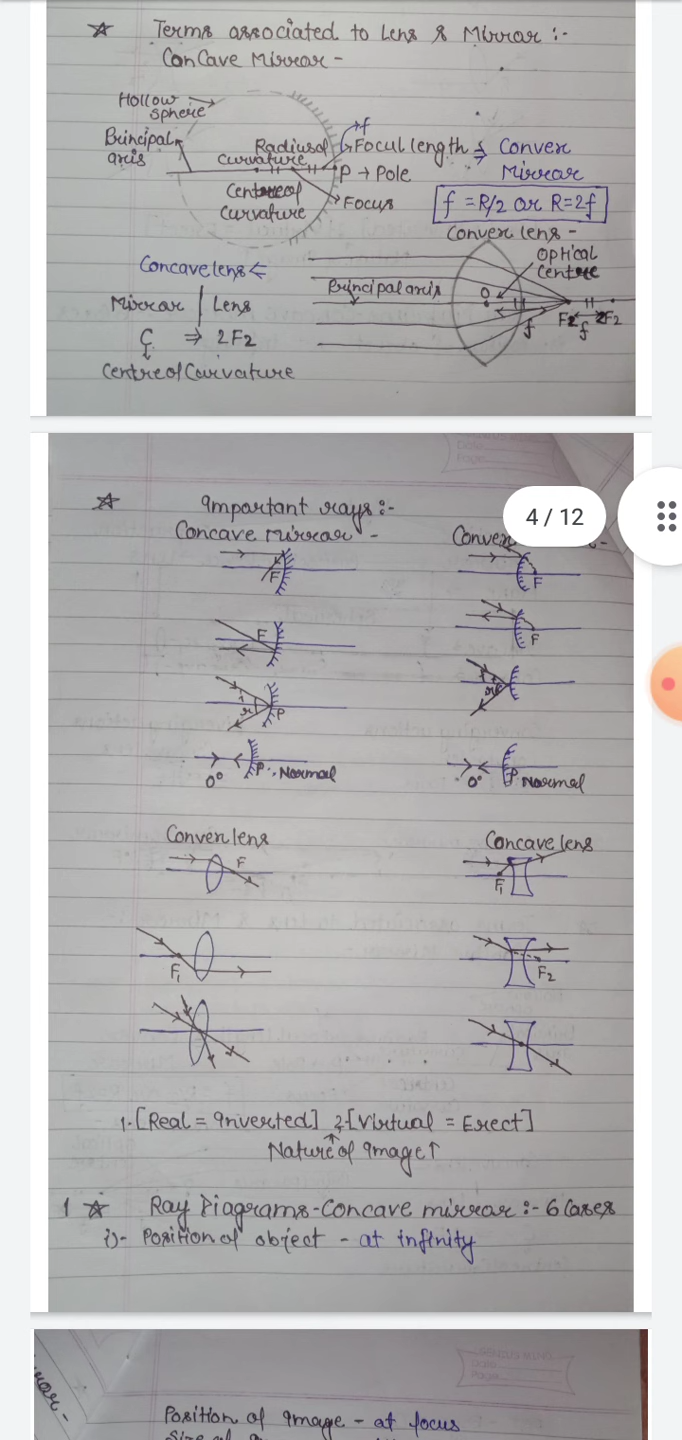 ☆ Terms associated to Lens & Mirror :-
ConCave Mirror -
Hollow
sphere
Principal
axis
Radius of
Curvature
f
Focul length ⇒ Convex
Mirror
P → Pole
Centre of
Curvature
Focus
f = R/2 or R=2f
Convex lens -
Optical
Centre
Concave lens ⇐
Principal axis
O
Mirror | Lens
C ⇒ 2F2
Centre of Curvature
f
F2
f
2F2
☆ Important rays :-
Concave Mirror -
4 / 12
F
F
F
F
i
r
P
i
r
0°
P
Normal
0°
P
Normal
Convex lens
Concave lens
F
F1
F1
F2
1.[Real = Inverted] 2.[Virtual = Erect]
Nature of Image↑
1 ☆ Ray Diagrams-Concave mirror :- 6 Cases
i)- Position of object - at infinity
Position of Image - at focus